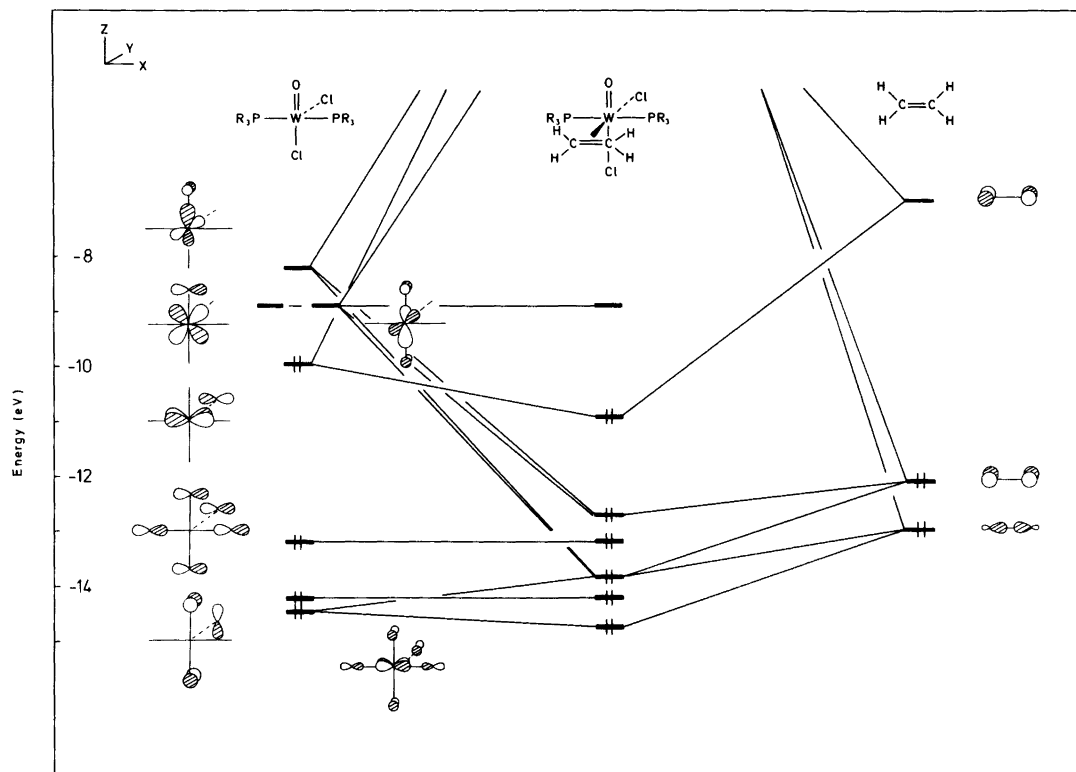 Z
Y
X
O
Cl
R₃P W PR₃
Cl
O
Cl
R₃P W PR₃
H H
C C
H H
Cl
H H
C C
H H
Energy (eV)
-8
-10
-12
-14